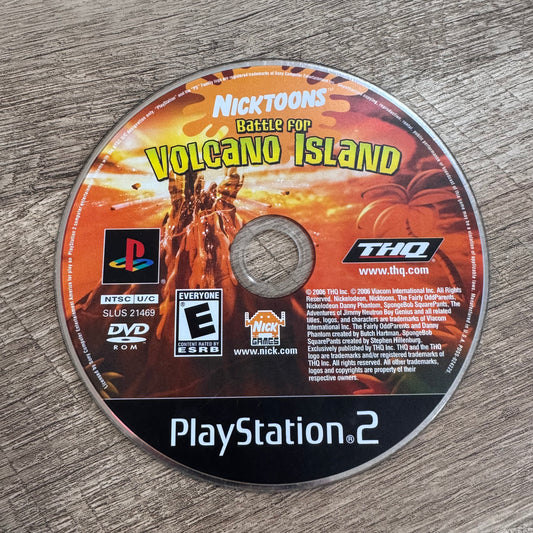 NICKTOONS™
Battle for
VOLCANO ISLAND
THQ
www.thq.com
NTSC U/C
SLUS 21469
DVD
ROM
EVERYONE
E
CONTENT RATED BY
ESRB
NICK
GAMES
www.nick.com
© 2006 THQ Inc. © 2006 Viacom International Inc. All Rights
Reserved. Nickelodeon, Nicktoons, The Fairly OddParents,
Nickelodeon Danny Phantom, SpongeBob SquarePants, The
Adventures of Jimmy Neutron Boy Genius and all related
titles, logos, and characters are trademarks of Viacom
International Inc. The Fairly OddParents and Danny
Phantom created by Butch Hartman. SpongeBob
SquarePants created by Stephen Hillenburg.
Exclusively published by THQ Inc. THQ and the THQ
logo are trademarks and/or registered trademarks of
THQ Inc. All rights reserved. All other trademarks,
logos and copyrights are property of their
respective owners.
PlayStation®2